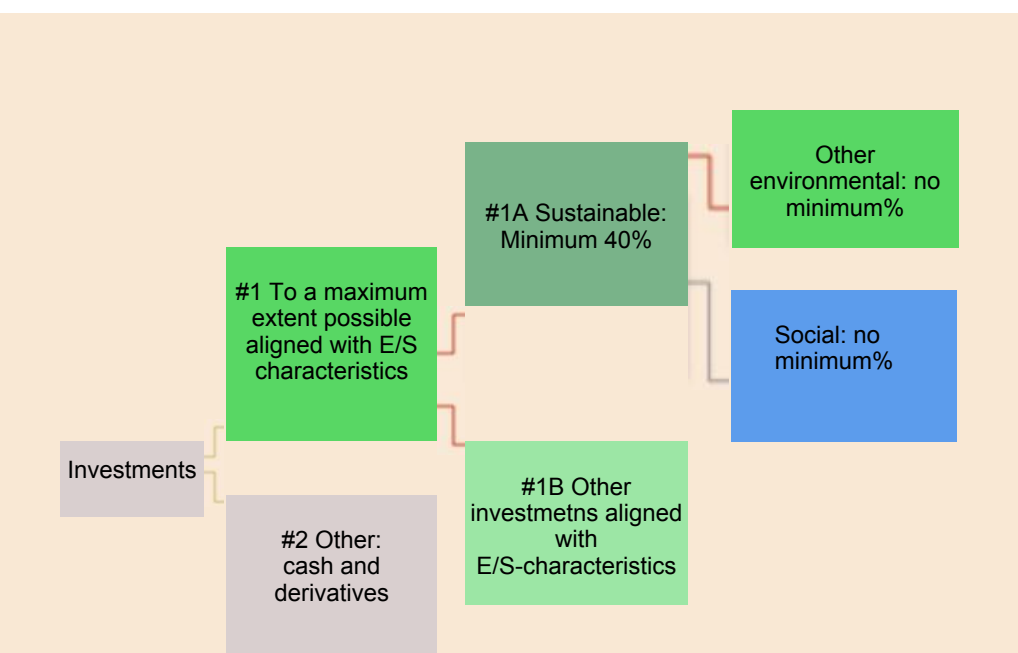 Investments
#1 To a maximum
extent possible
aligned with E/S
characteristics
#2 Other:
cash and
derivatives
#1A Sustainable:
Minimum 40%
#1B Other
investmetns aligned
with
E/S-characteristics
Other
environmental: no
minimum%
Social: no
minimum%